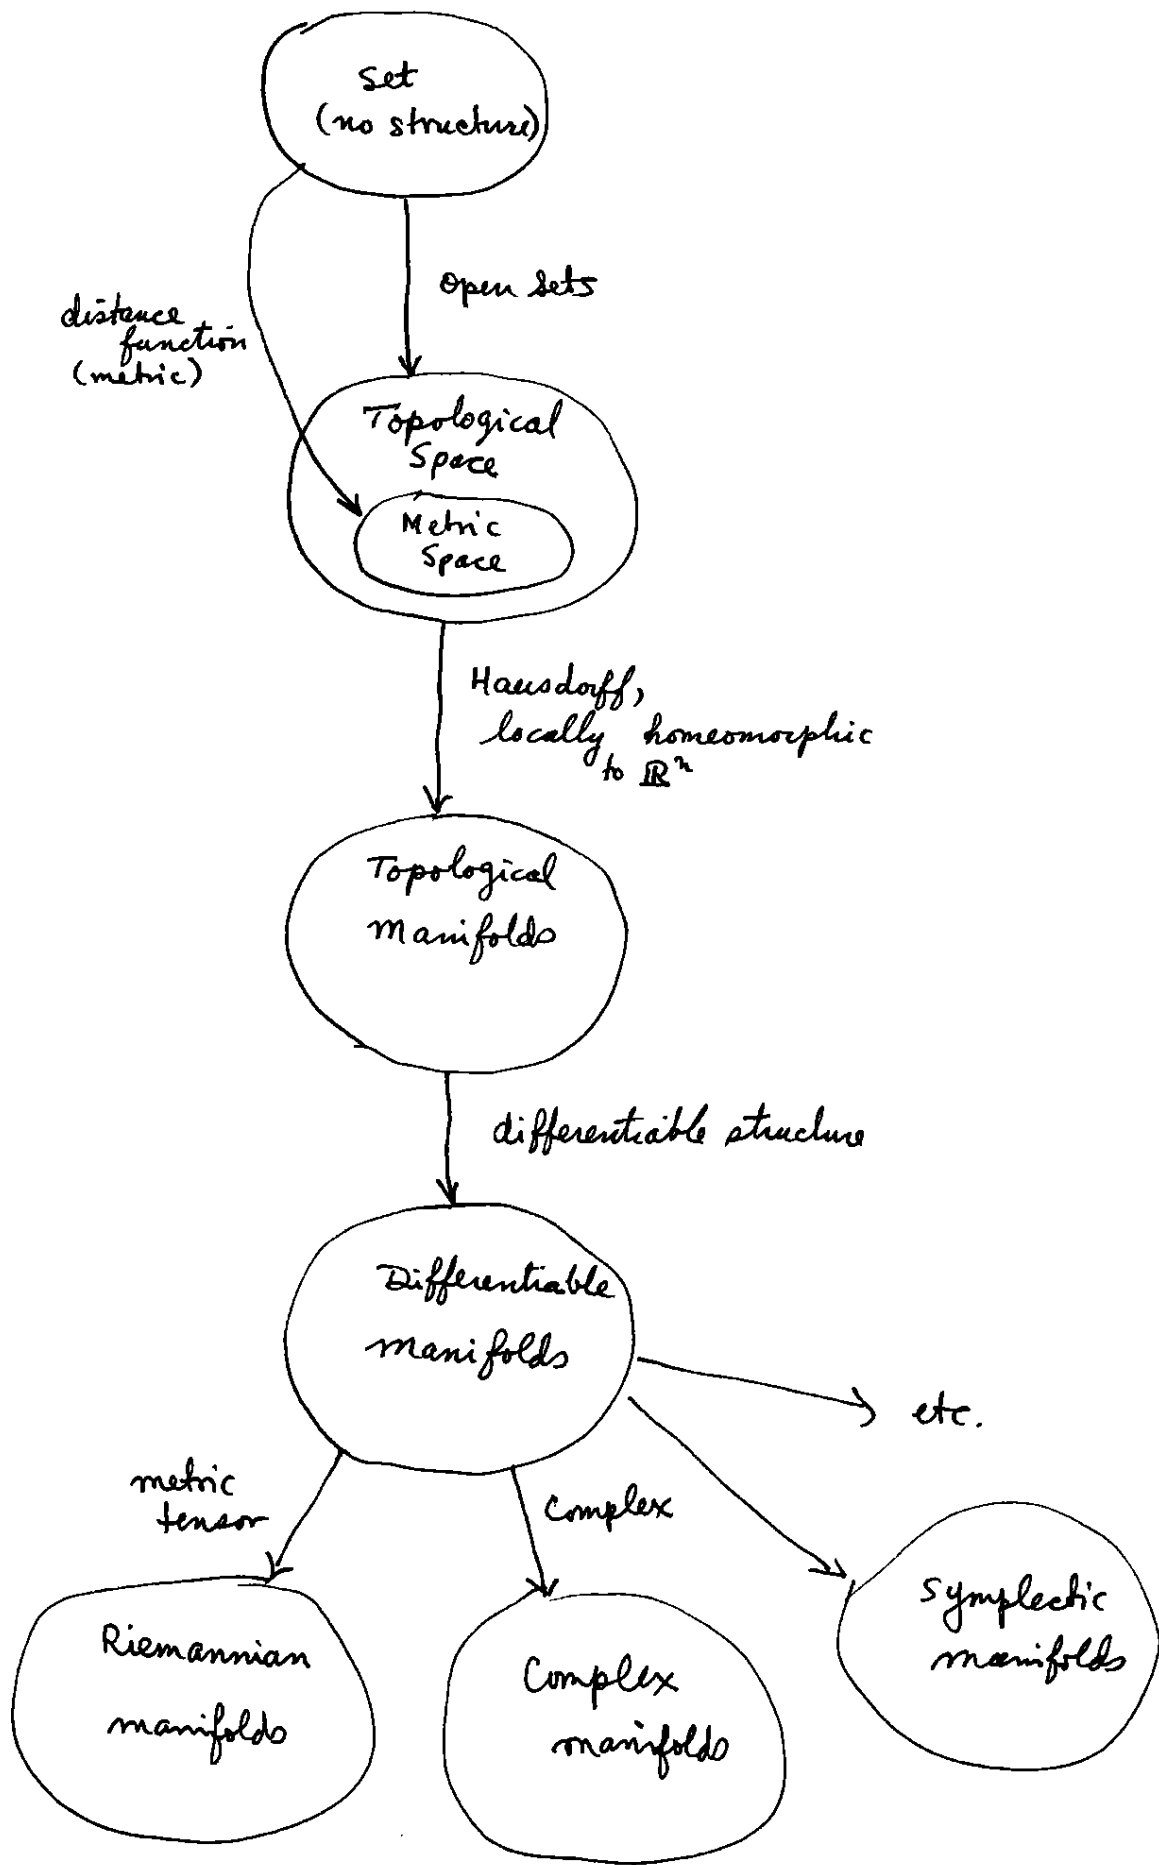 Set
(no structure)
open sets
distance
function
(metric)
Topological
Space
Metric
Space
Hausdorff,
locally homeomorphic
to ℝⁿ
Topological
manifolds
differentiable structure
Differentiable
manifolds
etc.
metric
tensor
Complex
Symplectic
manifolds
Riemannian
manifolds
Complex
manifolds